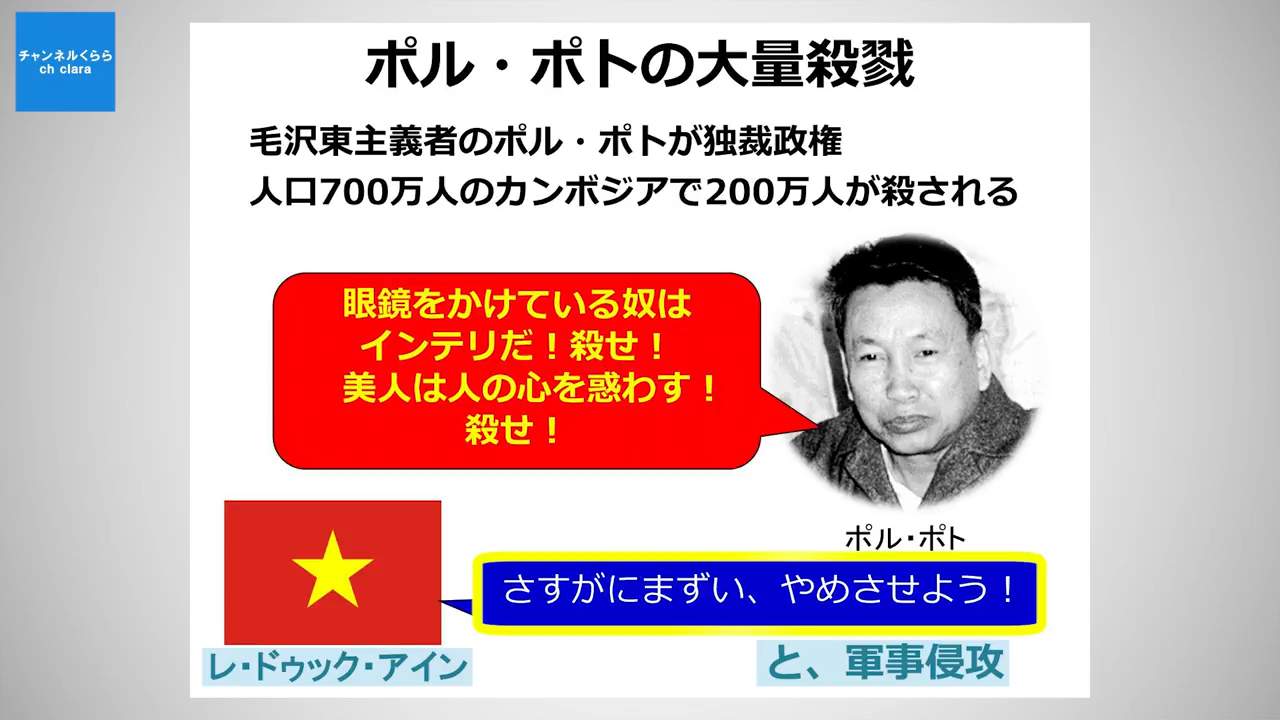 チャンネルくらら
ch clara
ポル・ポトの大量殺戮
毛沢東主義者のポル・ポトが独裁政権
人口700万人のカンボジアで200万人が殺される
眼鏡をかけている奴は
インテリだ！殺せ！
美人は人の心を惑わす！
殺せ！
ポル・ポト
さすがにまずい、やめさせよう！
レ・ドゥック・アイン
と、軍事侵攻